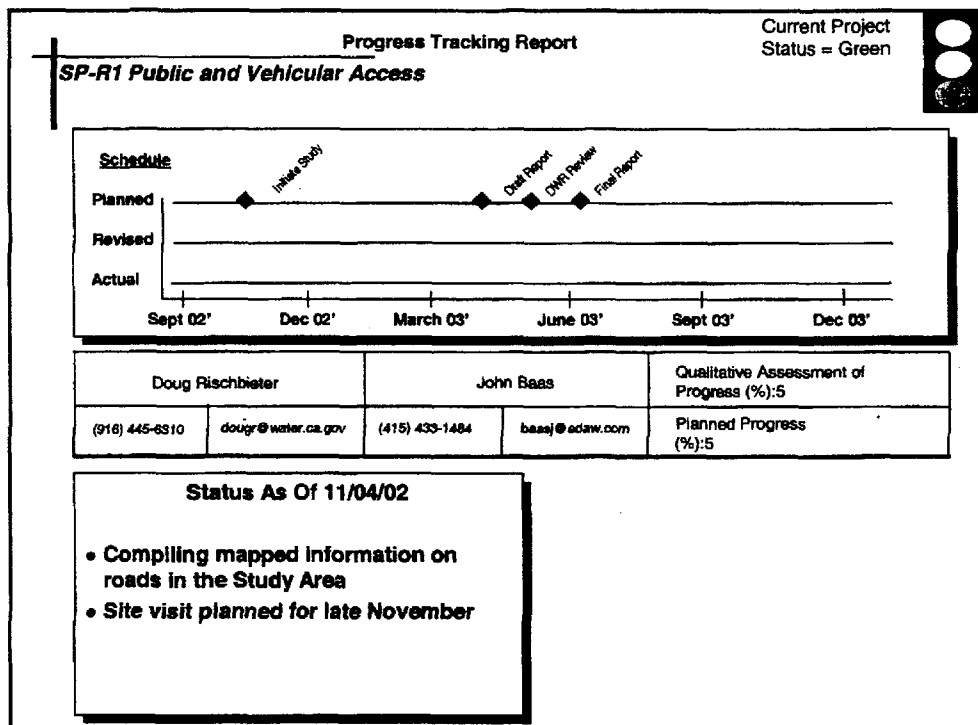 Progress Tracking Report
Current Project
Status = Green
SP-R1 Public and Vehicular Access
Schedule
Initiate Study
Draft Report
DWR Review
Final Report
Planned
Revised
Actual
Sept 02'
Dec 02'
March 03'
June 03'
Sept 03'
Dec 03'
Doug Rischbieter
John Baas
Qualitative Assessment of
Progress (%):5
(916) 445-6310
dougr@water.ca.gov
(415) 433-1484
baasj@edaw.com
Planned Progress
(%):5
Status As Of 11/04/02
• Compiling mapped information on
roads in the Study Area
• Site visit planned for late November